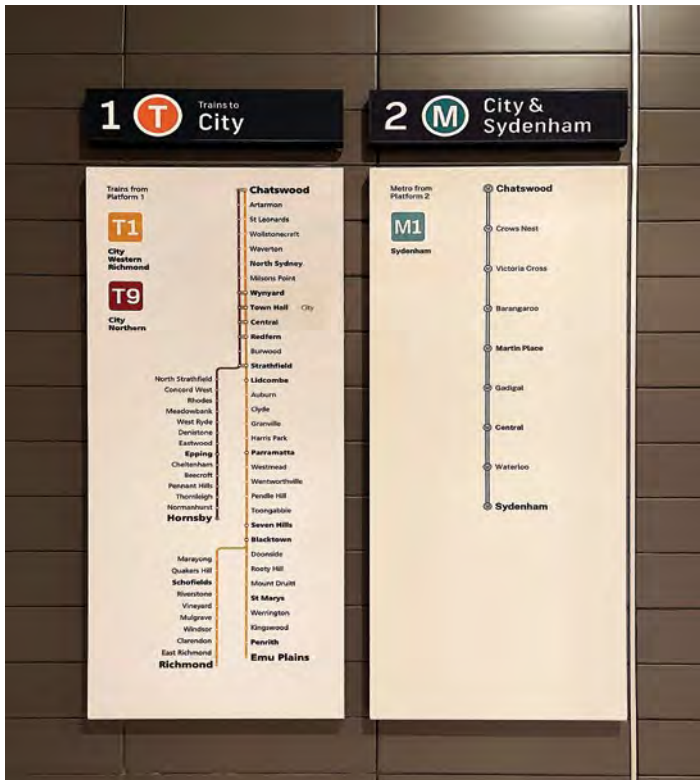 1 T Trains to
City
Trains from
Platform 1
T1
City
Western
Richmond
T9
City
Northern
Chatswood
Artarmon
St Leonards
Wollstonecraft
Waverton
North Sydney
Milsons Point
Wynyard
Town Hall City
Central
Redfern
Burwood
Strathfield
Lidcombe
Auburn
Clyde
Granville
Harris Park
Parramatta
Westmead
Wentworthville
Pendle Hill
Toongabbie
Seven Hills
Blacktown
Doonside
Rooty Hill
Mount Druitt
St Marys
Werrington
Kingswood
Penrith
Emu Plains
North Strathfield
Concord West
Rhodes
Meadowbank
West Ryde
Denistone
Eastwood
Epping
Cheltenham
Beecroft
Pennant Hills
Thornleigh
Normanhurst
Hornsby
Marayong
Quakers Hill
Schofields
Riverstone
Vineyard
Mulgrave
Windsor
Clarendon
East Richmond
Richmond
2 M City &
Sydenham
Metro from
Platform 2
M1
Sydenham
Chatswood
Crows Nest
Victoria Cross
Barangaroo
Martin Place
Gadigal
Central
Waterloo
Sydenham